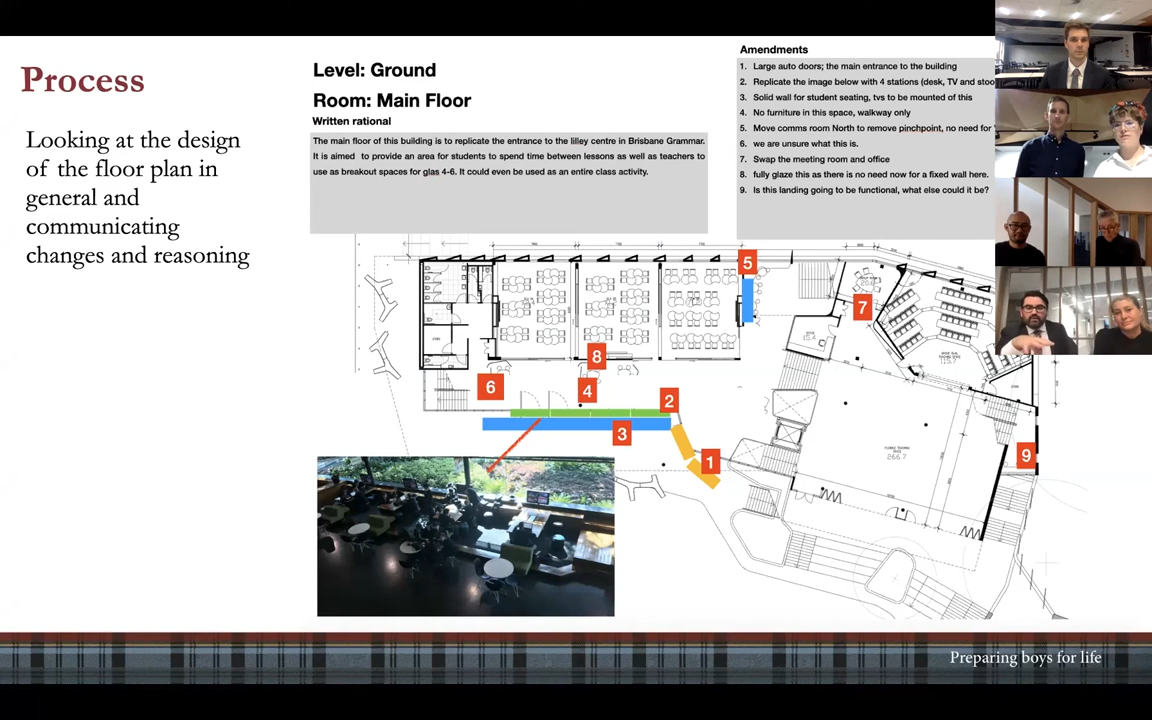 Process
Looking at the design
of the floor plan in
general and
communicating
changes and reasoning
Level: Ground
Room: Main Floor
Written rational
The main floor of this building is to replicate the entrance to the lilley centre in Brisbane Grammar.
It is aimed to provide an area for students to spend time between lessons as well as teachers to
use as breakout spaces for glas 4-6. It could even be used as an entire class activity.
Amendments
1. Large auto doors; the main entrance to the building
2. Replicate the image below with 4 stations (desk, TV and stoo
3. Solid wall for student seating, tvs to be mounted of this
4. No furniture in this space, walkway only
5. Move comms room North to remove pinchpoint, no need for
6. we are unsure what this is.
7. Swap the meeting room and office
8. fully glaze this as there is no need now for a fixed wall here.
9. Is this landing going to be functional, what else could it be?
5
7
8
6
4
2
3
1
9
15.4
266.7
Preparing boys for life